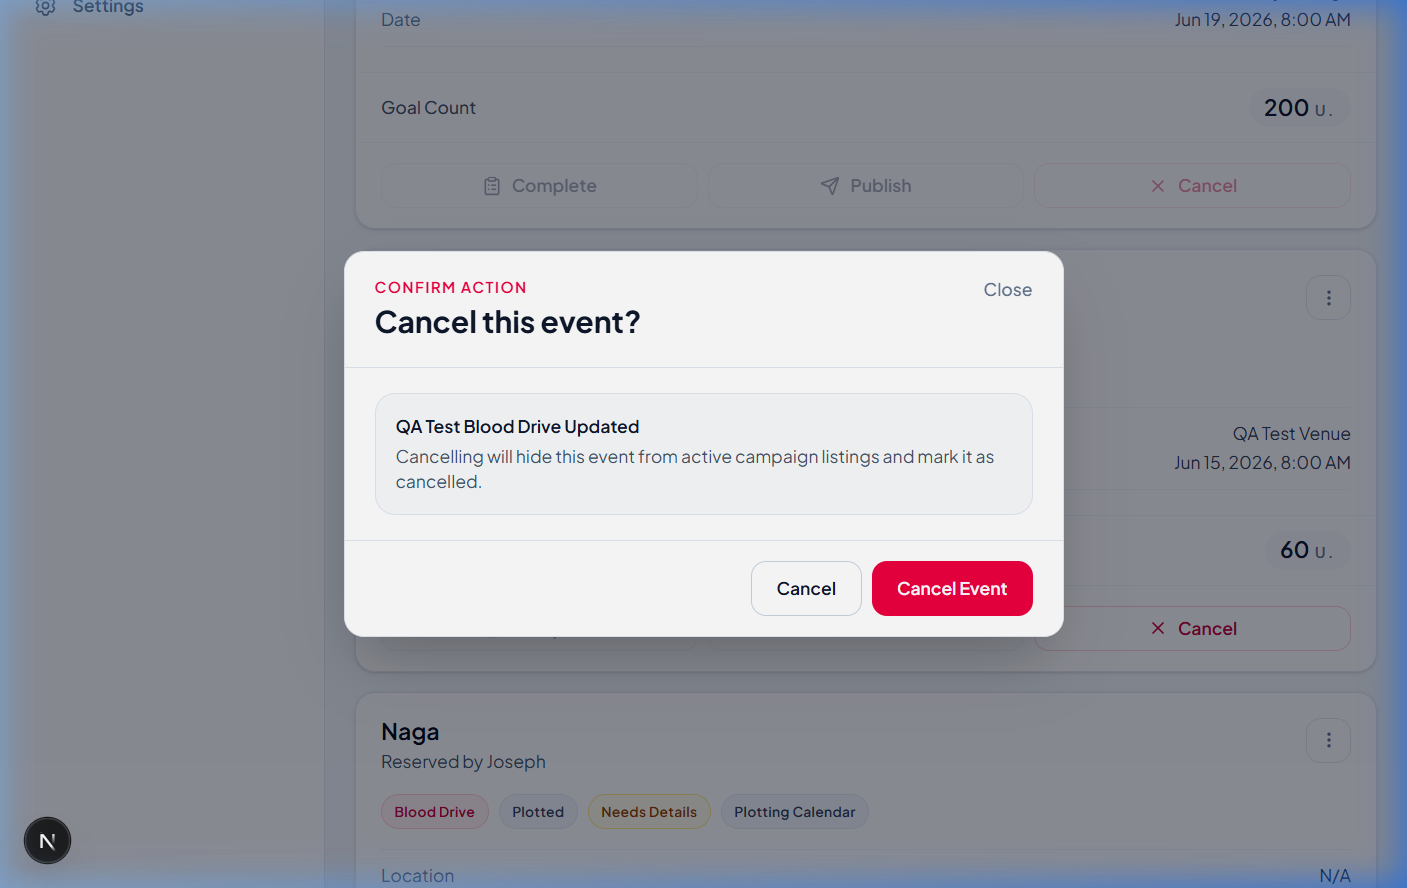 Settings
Date
Jun 19, 2026, 8:00 AM
Goal Count
200 U.
Complete
Publish
Cancel
CONFIRM ACTION
Close
Cancel this event?
QA Test Blood Drive Updated
Cancelling will hide this event from active campaign listings and mark it as
cancelled.
Cancel
Cancel Event
QA Test Venue
Jun 15, 2026, 8:00 AM
60 U.
Cancel
Naga
Reserved by Joseph
Blood Drive
Plotted
Needs Details
Plotting Calendar
Location
N/A
N